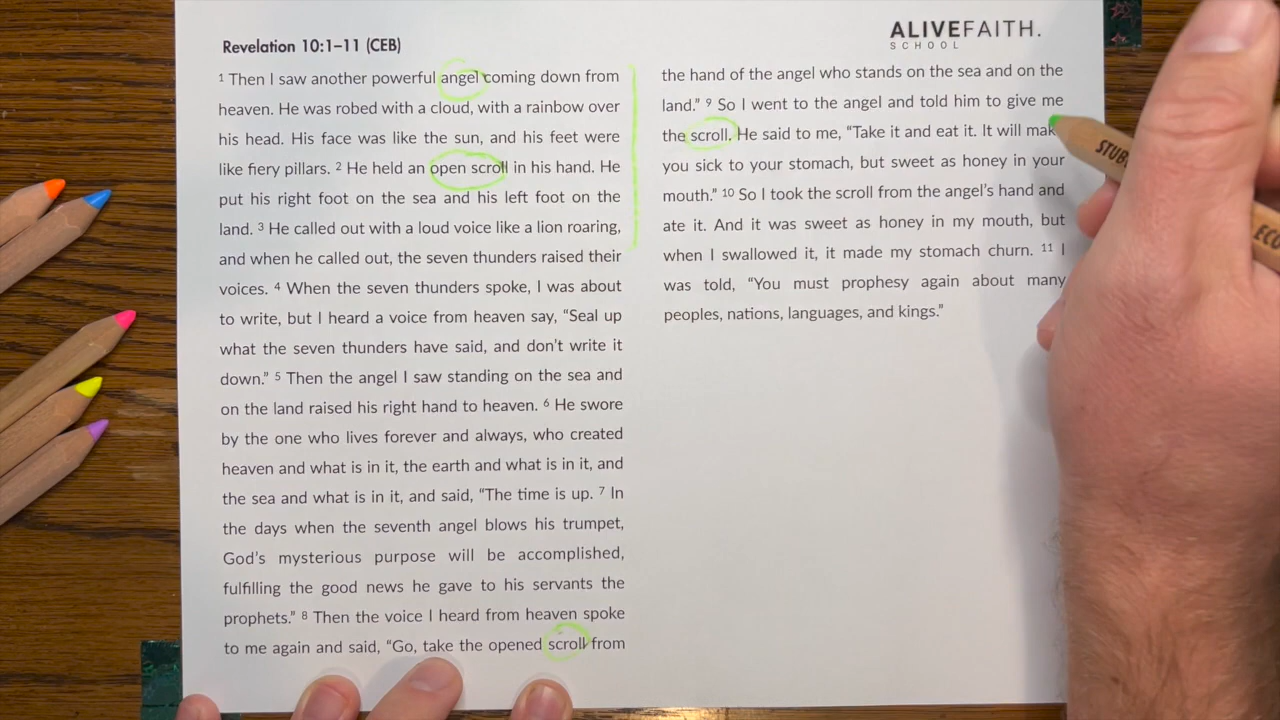 Revelation 10:1–11 (CEB)
ALIVEFAITH.
SCHOOL
1 Then I saw another powerful angel coming down from
heaven. He was robed with a cloud, with a rainbow over
his head. His face was like the sun, and his feet were
like fiery pillars. 2 He held an open scroll in his hand. He
put his right foot on the sea and his left foot on the
land. 3 He called out with a loud voice like a lion roaring,
and when he called out, the seven thunders raised their
voices. 4 When the seven thunders spoke, I was about
to write, but I heard a voice from heaven say, “Seal up
what the seven thunders have said, and don’t write it
down.” 5 Then the angel I saw standing on the sea and
on the land raised his right hand to heaven. 6 He swore
by the one who lives forever and always, who created
heaven and what is in it, the earth and what is in it, and
the sea and what is in it, and said, “The time is up. 7 In
the days when the seventh angel blows his trumpet,
God’s mysterious purpose will be accomplished,
fulfilling the good news he gave to his servants the
prophets.” 8 Then the voice I heard from heaven spoke
to me again and said, “Go, take the opened scroll from
the hand of the angel who stands on the sea and on the
land.” 9 So I went to the angel and told him to give me
the scroll. He said to me, “Take it and eat it. It will mak
you sick to your stomach, but sweet as honey in your
mouth.” 10 So I took the scroll from the angel’s hand and
ate it. And it was sweet as honey in my mouth, but
when I swallowed it, it made my stomach churn. 11 I
was told, “You must prophesy again about many
peoples, nations, languages, and kings.”